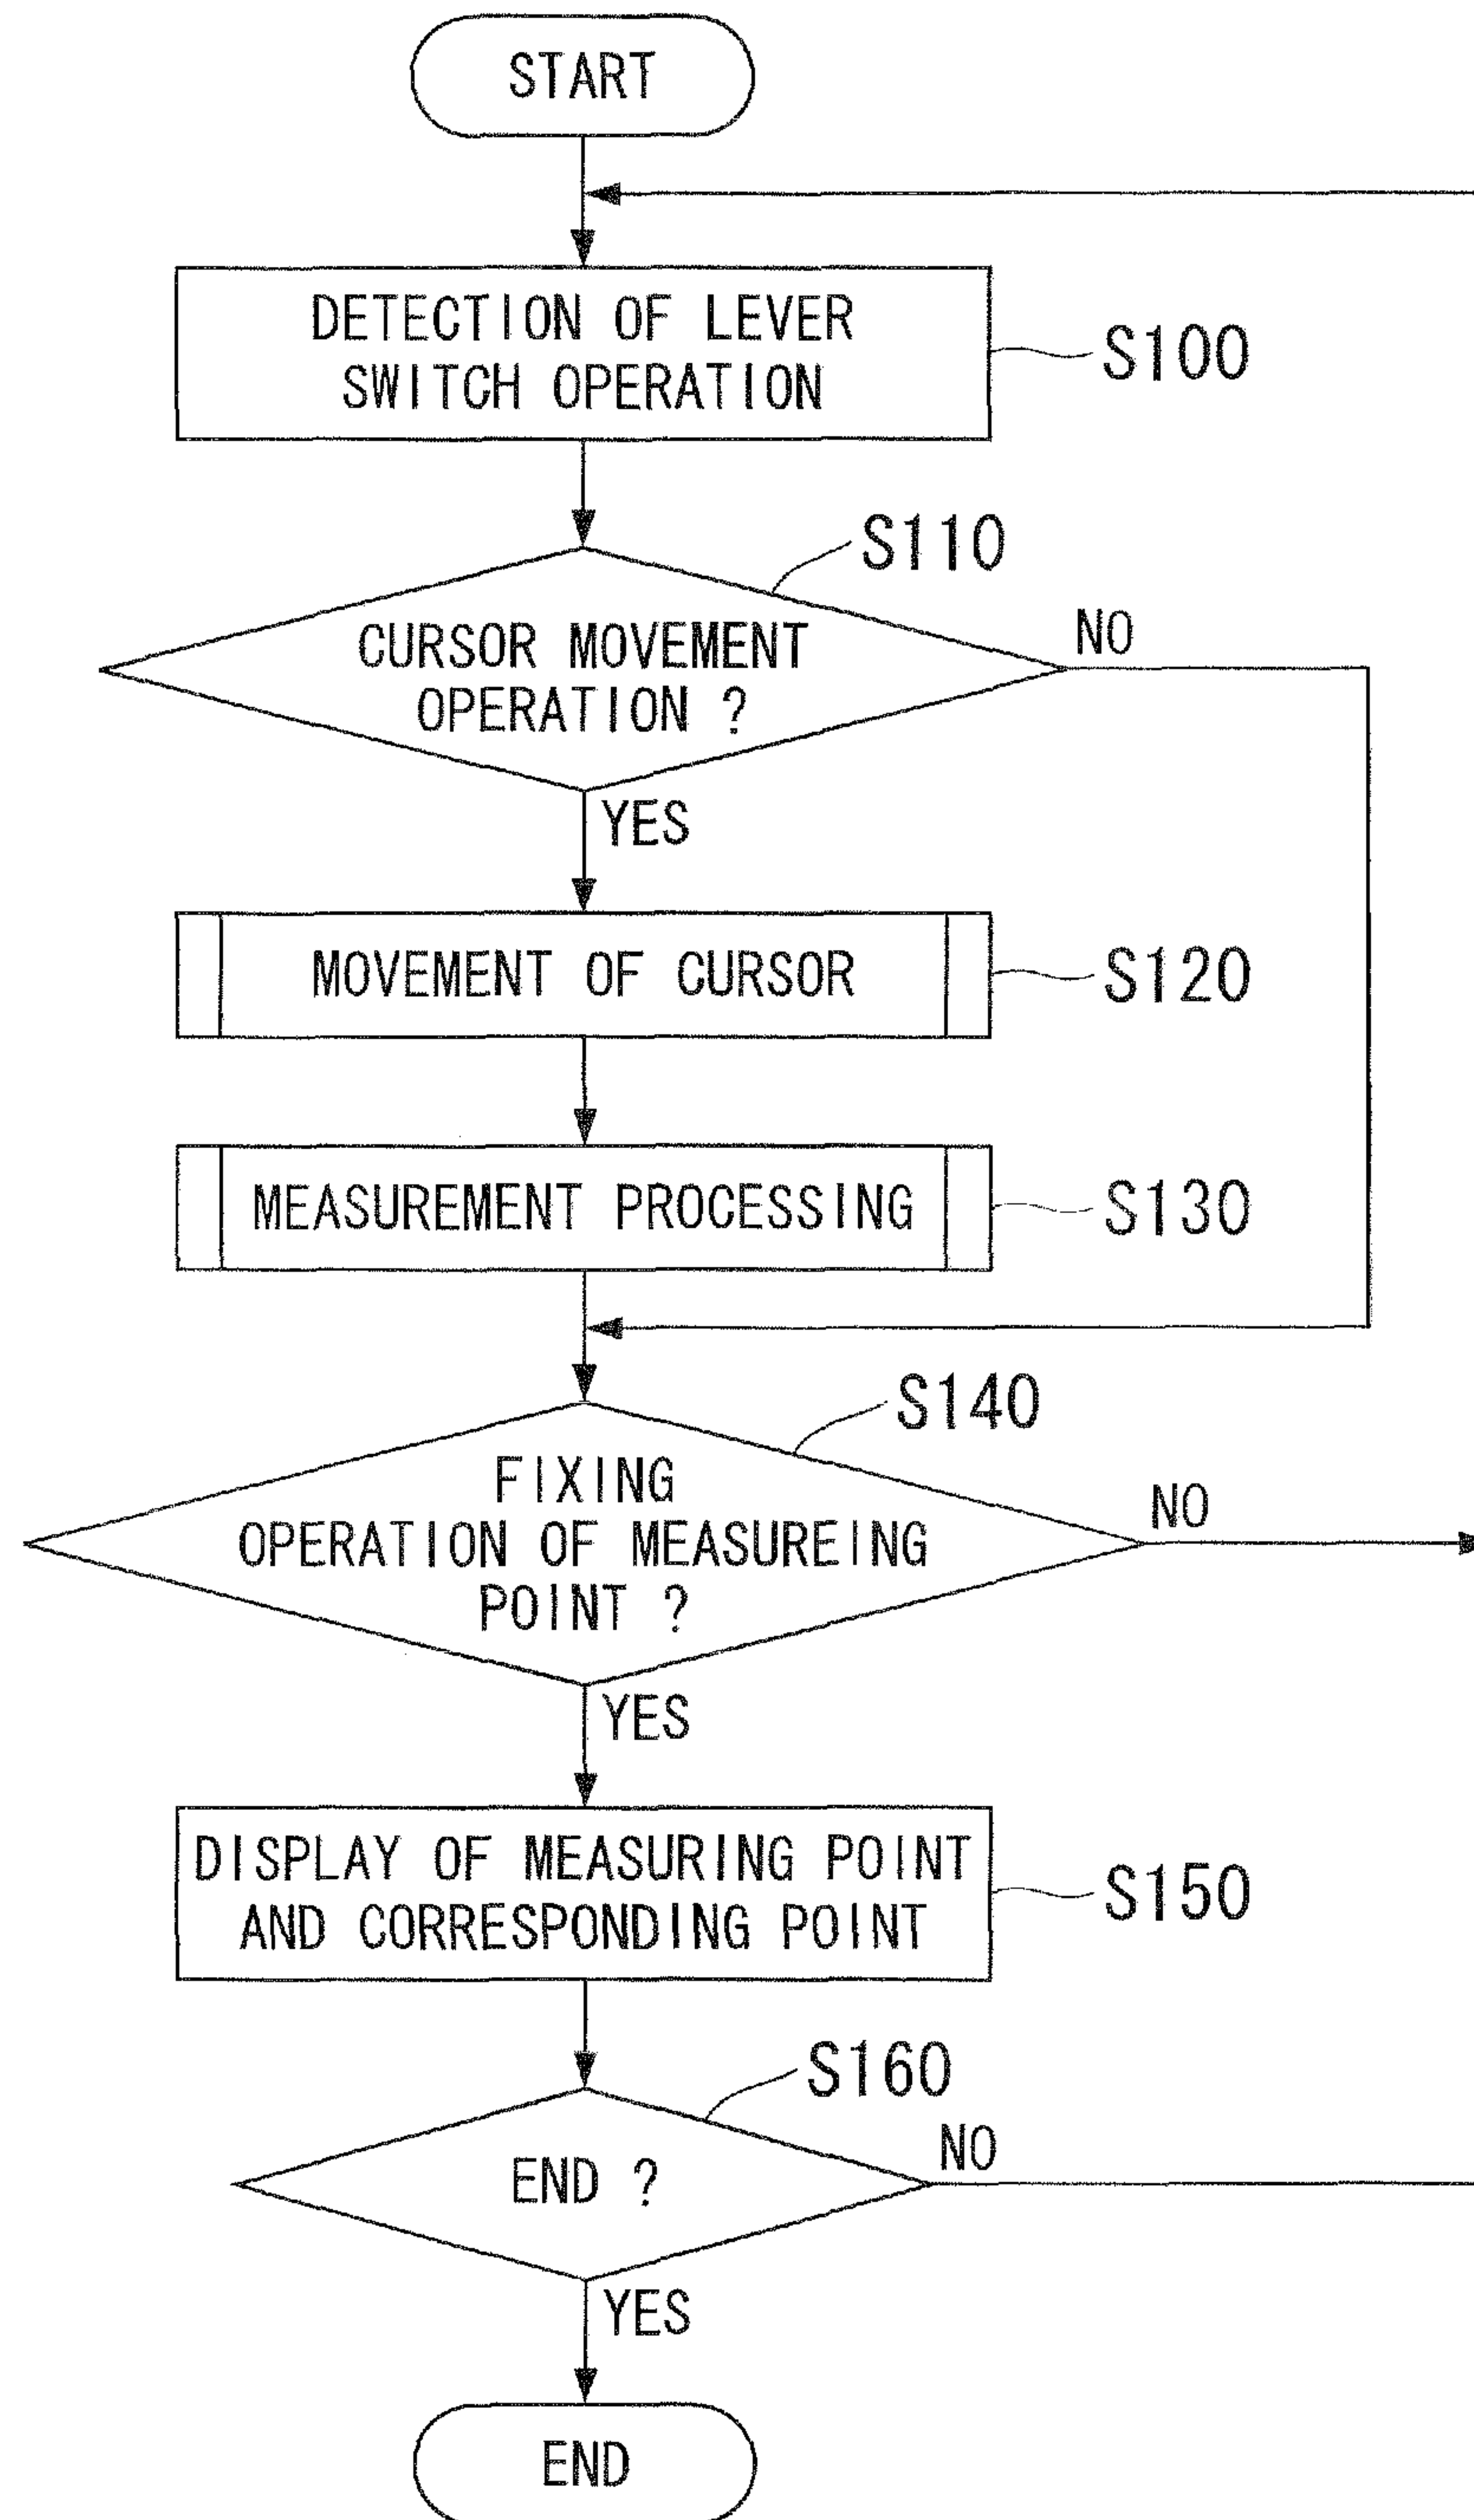 START
DETECTION OF LEVER
SWITCH OPERATION
S100
S110
CURSOR MOVEMENT
OPERATION ?
NO
YES
MOVEMENT OF CURSOR
S120
MEASUREMENT PROCESSING
S130
S140
FIXING
OPERATION OF MEASUREING
POINT ?
NO
YES
DISPLAY OF MEASURING POINT
AND CORRESPONDING POINT
S150
S160
END ?
NO
YES
END